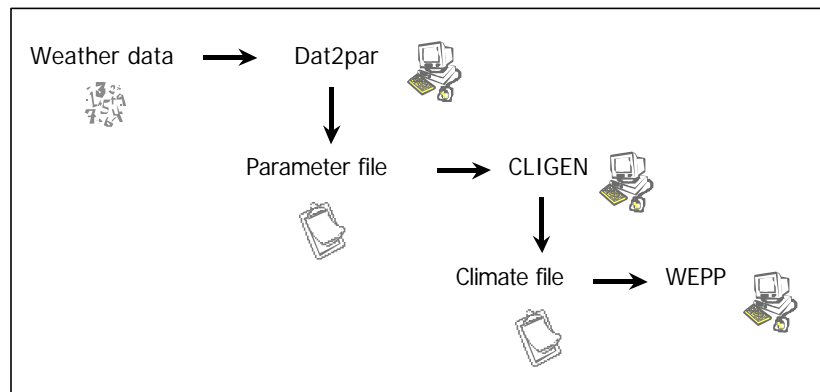 Weather data
Dat2par
Parameter file
CLIGEN
Climate file
WEPP